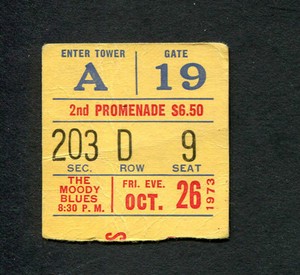 ENTER TOWER GATE
A 19
2nd PROMENADE $6.50
203 D 9
SEC. ROW SEAT
THE MOODY BLUES 8:30 P.M.
FRI. EVE. OCT. 26 1973
S